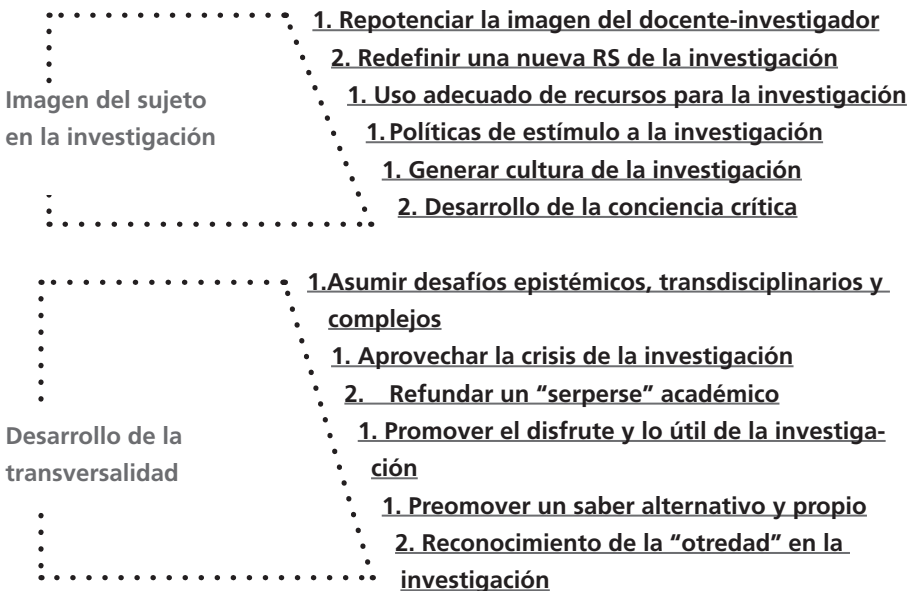 1. Repotenciar la imagen del docente-investigador
2. Redefinir una nueva RS de la investigación
1. Uso adecuado de recursos para la investigación
1. Políticas de estímulo a la investigación
1. Generar cultura de la investigación
2. Desarrollo de la conciencia crítica
Imagen del sujeto
en la investigación
1.Asumir desafíos epistémicos, transdisciplinarios y
complejos
1. Aprovechar la crisis de la investigación
2. Refundar un “serperse” académico
1. Promover el disfrute y lo útil de la investiga-
ción
1. Preomover un saber alternativo y propio
2. Reconocimiento de la “otredad” en la
investigación
Desarrollo de la
transversalidad